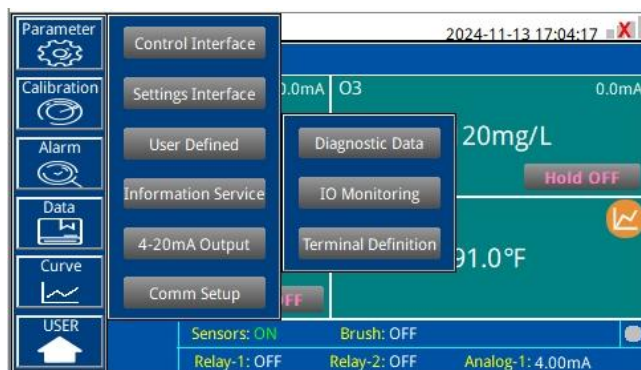 Parameter
Calibration
Alarm
Data
Curve
USER
Control Interface
Settings Interface
User Defined
Information Service
4-20mA Output
Comm Setup
Diagnostic Data
IO Monitoring
Terminal Definition
2024-11-13 17:04:17
0.0mA
O3
0.0mA
20mg/L
Hold OFF
91.0°F
FF
Sensors: ON
Brush: OFF
Relay-1: OFF
Relay-2: OFF
Analog-1: 4.00mA